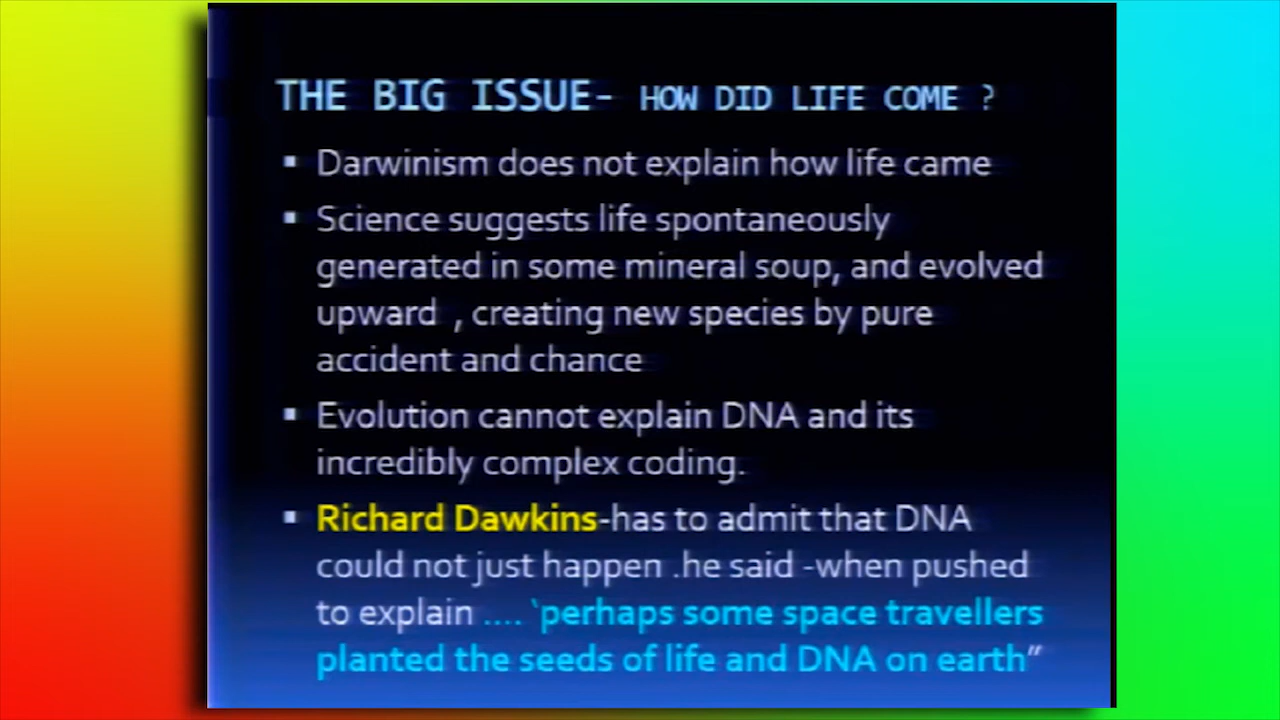 THE BIG ISSUE- HOW DID LIFE COME ?
▪ Darwinism does not explain how life came
▪ Science suggests life spontaneously
generated in some mineral soup, and evolved
upward , creating new species by pure
accident and chance
▪ Evolution cannot explain DNA and its
incredibly complex coding.
▪ Richard Dawkins-has to admit that DNA
could not just happen .he said -when pushed
to explain .... ‛perhaps some space travellers
planted the seeds of life and DNA on earth”